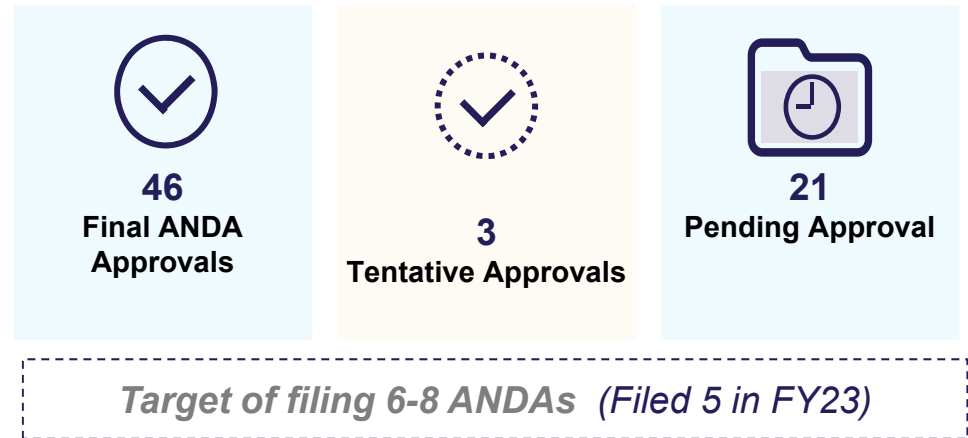 46
Final ANDA
Approvals
3
Tentative Approvals
21
Pending Approval
Target of filing 6-8 ANDAs (Filed 5 in FY23)